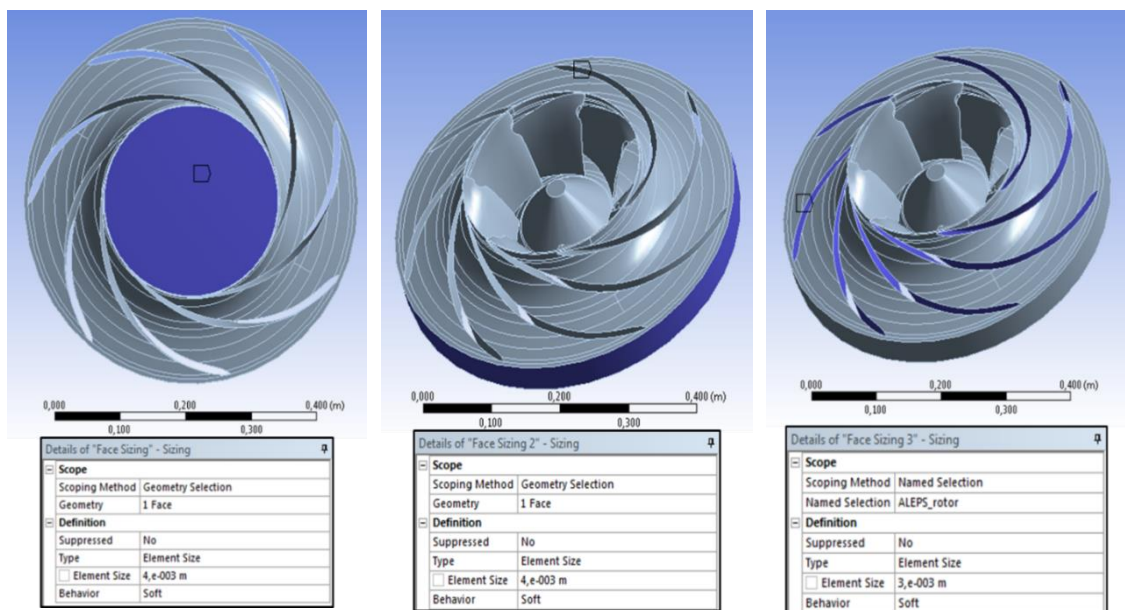 0,000 0,200 0,400 (m)
0,100 0,300
Details of "Face Sizing" - Sizing
Scope
Scoping Method Geometry Selection
Geometry 1 Face
Definition
Suppressed No
Type Element Size
Element Size 4,e-003 m
Behavior Soft
0,000 0,200 0,400 (m)
0,100 0,300
Details of "Face Sizing 2" - Sizing
Scope
Scoping Method Geometry Selection
Geometry 1 Face
Definition
Suppressed No
Type Element Size
Element Size 4,e-003 m
Behavior Soft
0,000 0,200 0,400 (m)
0,100 0,300
Details of "Face Sizing 3" - Sizing
Scope
Scoping Method Named Selection
Named Selection ALEPS_rotor
Definition
Suppressed No
Type Element Size
Element Size 3,e-003 m
Behavior Soft